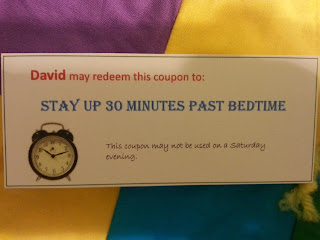 David may redeem this coupon to:
STAY UP 30 MINUTES PAST BEDTIME
This coupon may not be used on a Saturday
evening.